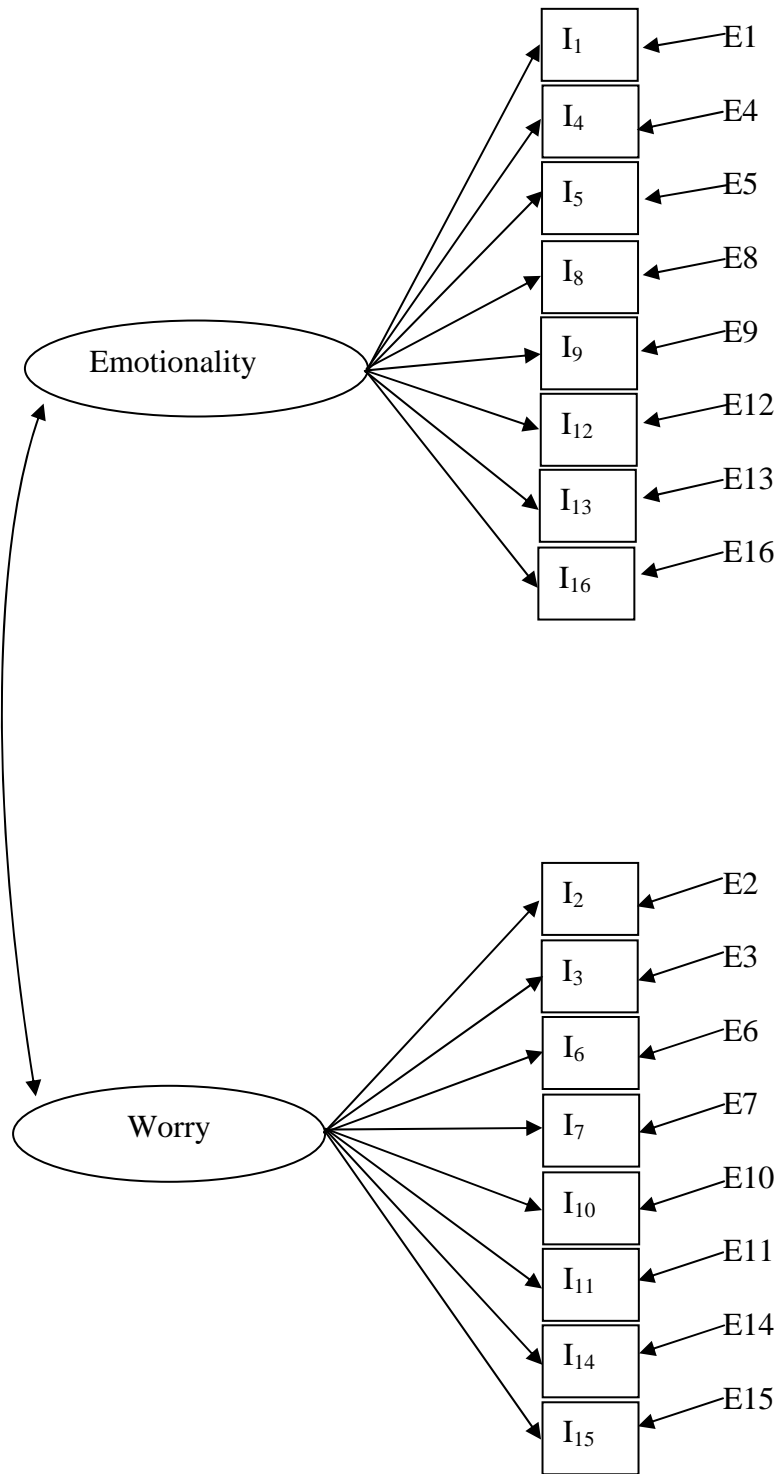 I₁ E1
I₄ E4
I₅ E5
I₈ E8
I₉ E9
Emotionality
I₁₂ E12
I₁₃ E13
I₁₆ E16
I₂ E2
I₃ E3
I₆ E6
I₇ E7
Worry
I₁₀ E10
I₁₁ E11
I₁₄ E14
I₁₅ E15